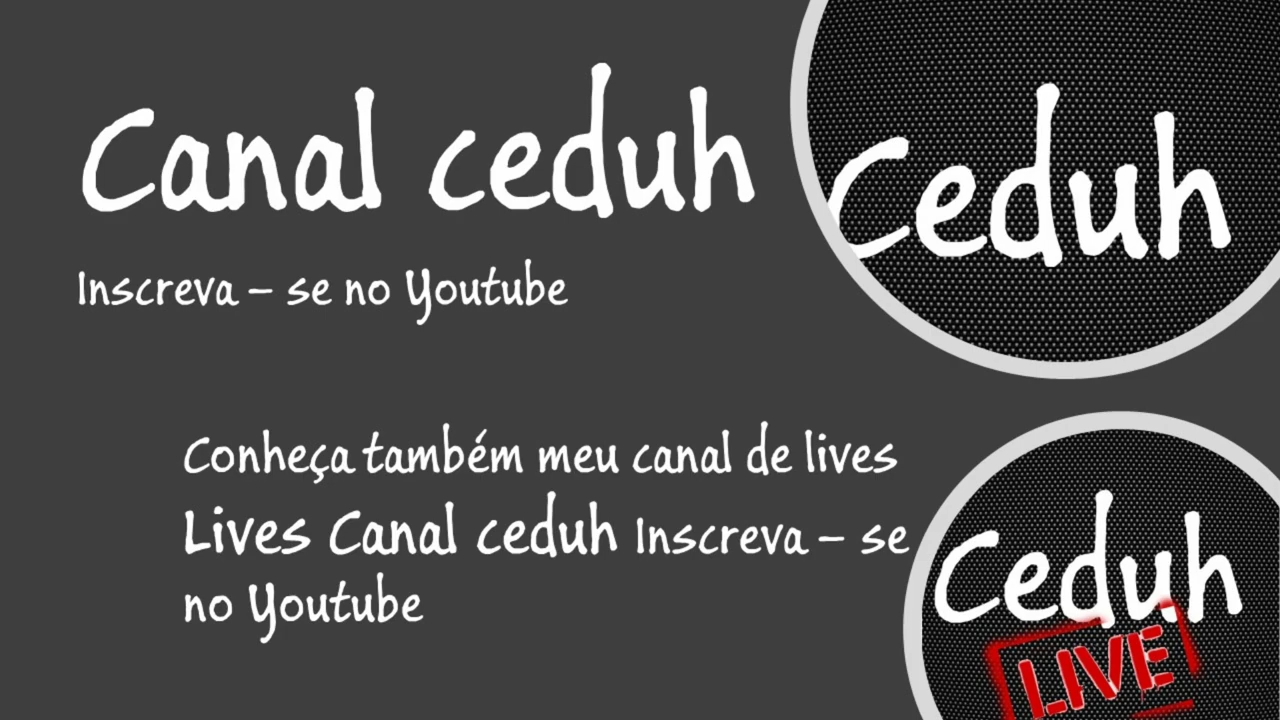 Canal ceduh
Ceduh
Inscreva – se no Youtube
Conheça também meu canal de lives
Lives Canal ceduh Inscreva – se
no Youtube
Ceduh
LIVE